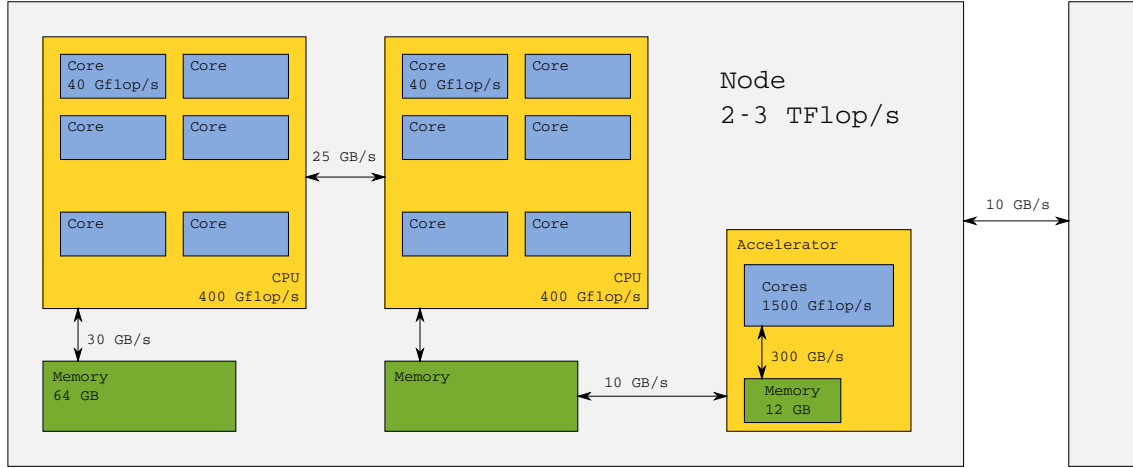 Core
40 Gflop/s
Core
Core
Core
Core
Core
CPU
400 Gflop/s
25 GB/s
Core
40 Gflop/s
Core
Core
Core
Core
Core
CPU
400 Gflop/s
Node
2-3 TFlop/s
10 GB/s
Accelerator
Cores
1500 Gflop/s
300 GB/s
Memory
12 GB
30 GB/s
Memory
64 GB
Memory
10 GB/s